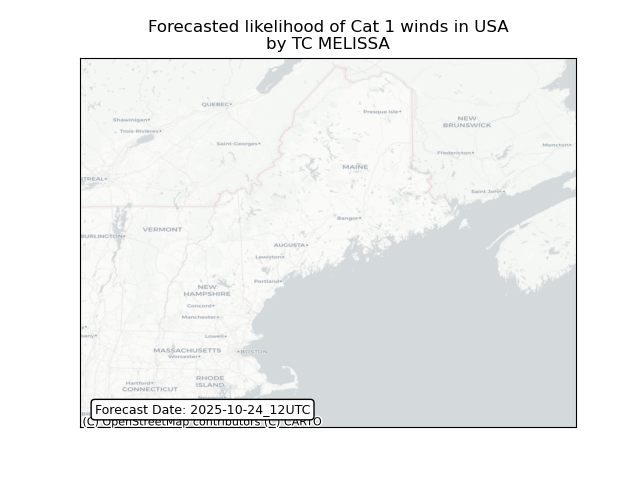 Forecasted likelihood of Cat 1 winds in USA
by TC MELISSA
QUEBEC
Presque Isle
Shawinigan
Trois-Rivieres
NEW
BRUNSWICK
Saint-Georges
Moncton
Fredericton
MAINE
TREAL
Saint John
Bangor
VERMONT
BURLINGTON
AUGUSTA
Lewiston
Portland
NEW
HAMPSHIRE
Concord
Manchester
Lowell
MASSACHUSETTS
BOSTON
Worcester
RHODE
ISLAND
Hartford
CONNECTICUT
Forecast Date: 2025-10-24_12UTC
(C) OpenStreetMap contributors (C) CARTO